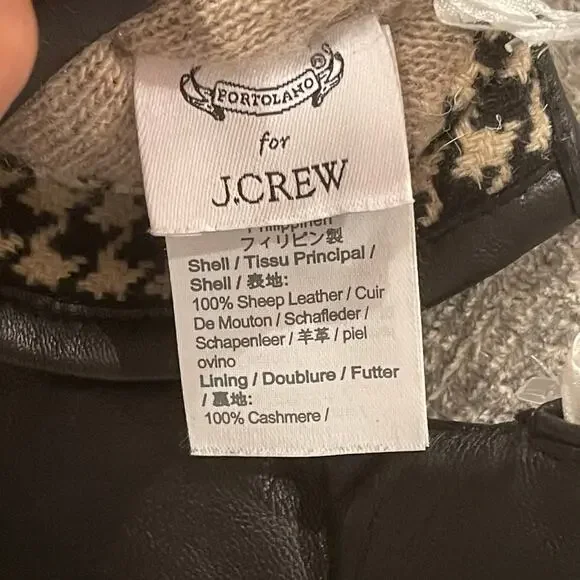 PORTOLANO
for
J.CREW
Philippinen
フィリピン製
Shell / Tissu Principal /
Shell / 表地:
100% Sheep Leather / Cuir
De Mouton / Schafleder /
Schapenleer / 羊革 / piel
ovino
Lining / Doublure / Futter
/ 裏地:
100% Cashmere /